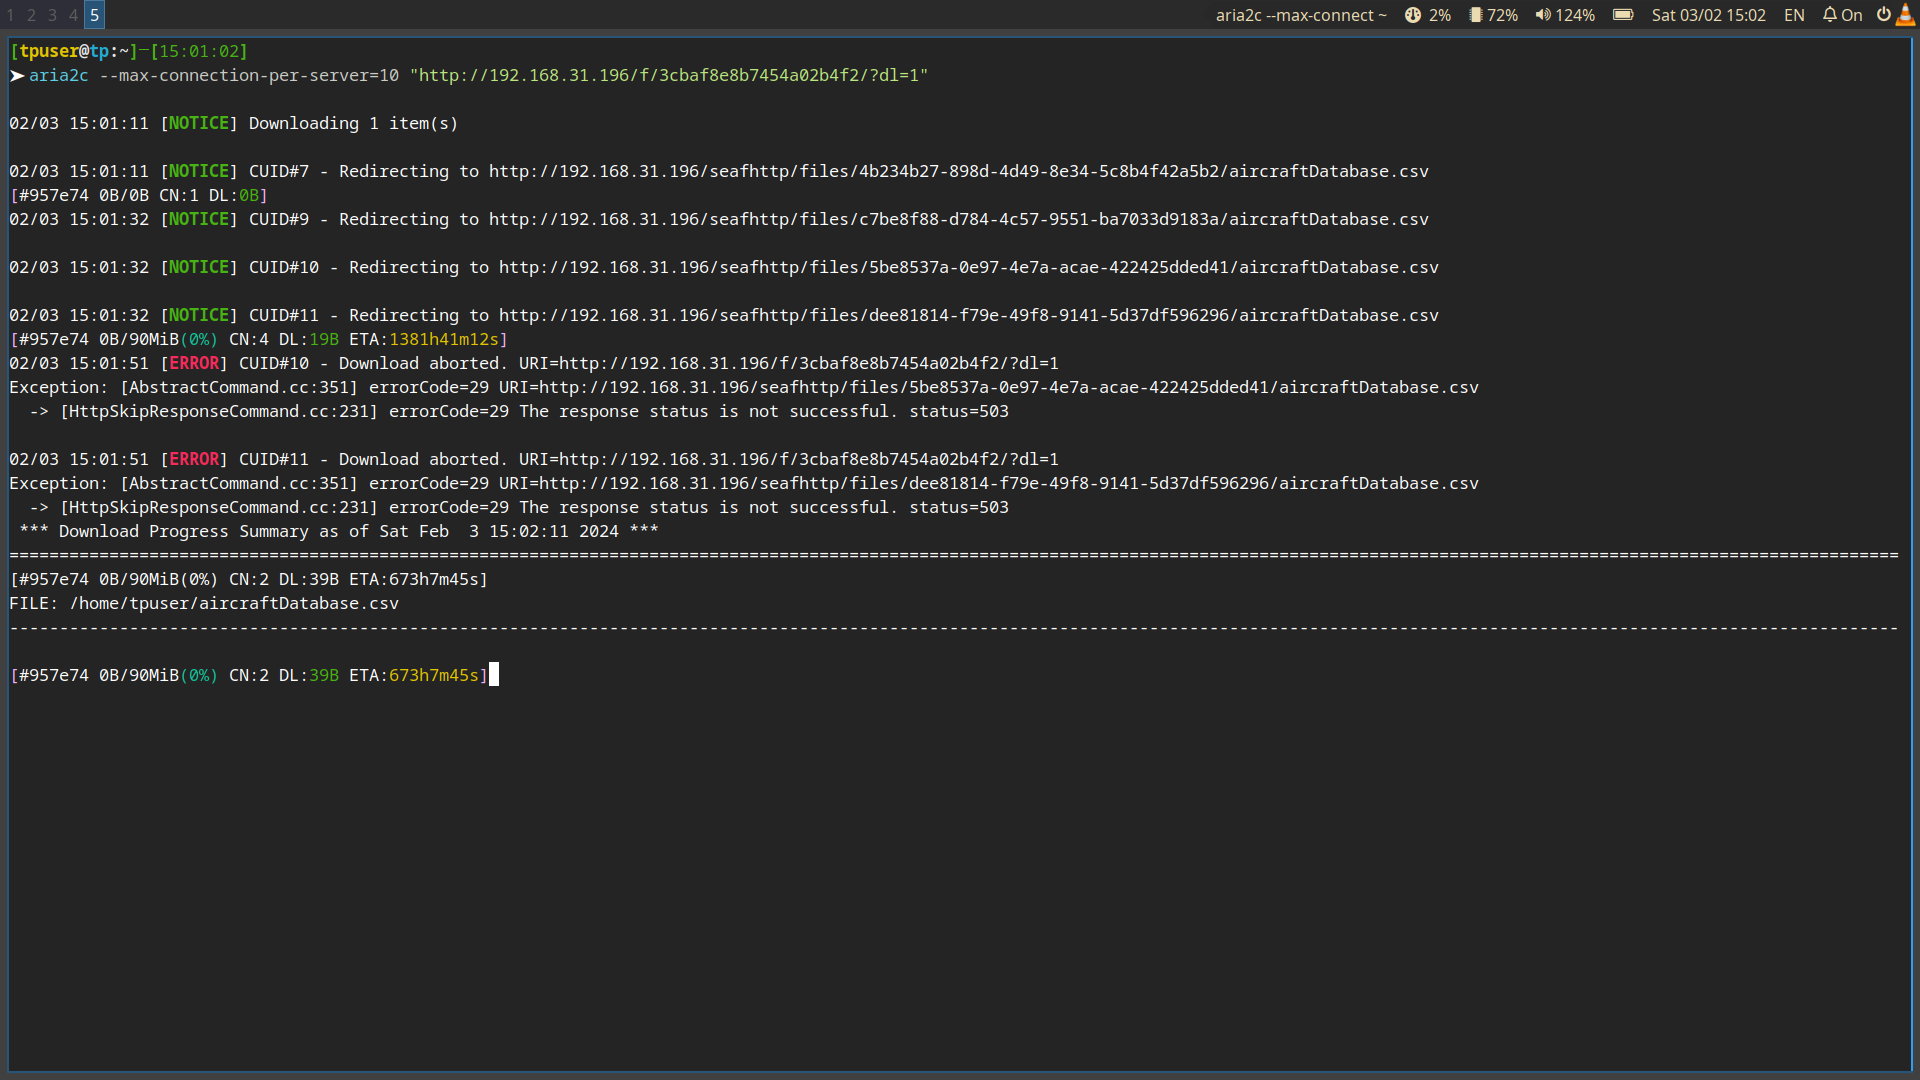 1 2 3 4 5 aria2c --max-connect ~ 2% 72% 124% Sat 03/02 15:02 EN On
[tpuser@tp:~]─[15:01:02]
➤ aria2c --max-connection-per-server=10 "http://192.168.31.196/f/3cbaf8e8b7454a02b4f2/?dl=1"
02/03 15:01:11 [NOTICE] Downloading 1 item(s)
02/03 15:01:11 [NOTICE] CUID#7 - Redirecting to http://192.168.31.196/seafhttp/files/4b234b27-898d-4d49-8e34-5c8b4f42a5b2/aircraftDatabase.csv
[#957e74 0B/0B CN:1 DL:0B]
02/03 15:01:32 [NOTICE] CUID#9 - Redirecting to http://192.168.31.196/seafhttp/files/c7be8f88-d784-4c57-9551-ba7033d9183a/aircraftDatabase.csv
02/03 15:01:32 [NOTICE] CUID#10 - Redirecting to http://192.168.31.196/seafhttp/files/5be8537a-0e97-4e7a-acae-422425dded41/aircraftDatabase.csv
02/03 15:01:32 [NOTICE] CUID#11 - Redirecting to http://192.168.31.196/seafhttp/files/dee81814-f79e-49f8-9141-5d37df596296/aircraftDatabase.csv
[#957e74 0B/90MiB(0%) CN:4 DL:19B ETA:1381h41m12s]
02/03 15:01:51 [ERROR] CUID#10 - Download aborted. URI=http://192.168.31.196/f/3cbaf8e8b7454a02b4f2/?dl=1
Exception: [AbstractCommand.cc:351] errorCode=29 URI=http://192.168.31.196/seafhttp/files/5be8537a-0e97-4e7a-acae-422425dded41/aircraftDatabase.csv
  -> [HttpSkipResponseCommand.cc:231] errorCode=29 The response status is not successful. status=503
02/03 15:01:51 [ERROR] CUID#11 - Download aborted. URI=http://192.168.31.196/f/3cbaf8e8b7454a02b4f2/?dl=1
Exception: [AbstractCommand.cc:351] errorCode=29 URI=http://192.168.31.196/seafhttp/files/dee81814-f79e-49f8-9141-5d37df596296/aircraftDatabase.csv
  -> [HttpSkipResponseCommand.cc:231] errorCode=29 The response status is not successful. status=503
 *** Download Progress Summary as of Sat Feb  3 15:02:11 2024 ***
[#957e74 0B/90MiB(0%) CN:2 DL:39B ETA:673h7m45s]
FILE: /home/tpuser/aircraftDatabase.csv
[#957e74 0B/90MiB(0%) CN:2 DL:39B ETA:673h7m45s]